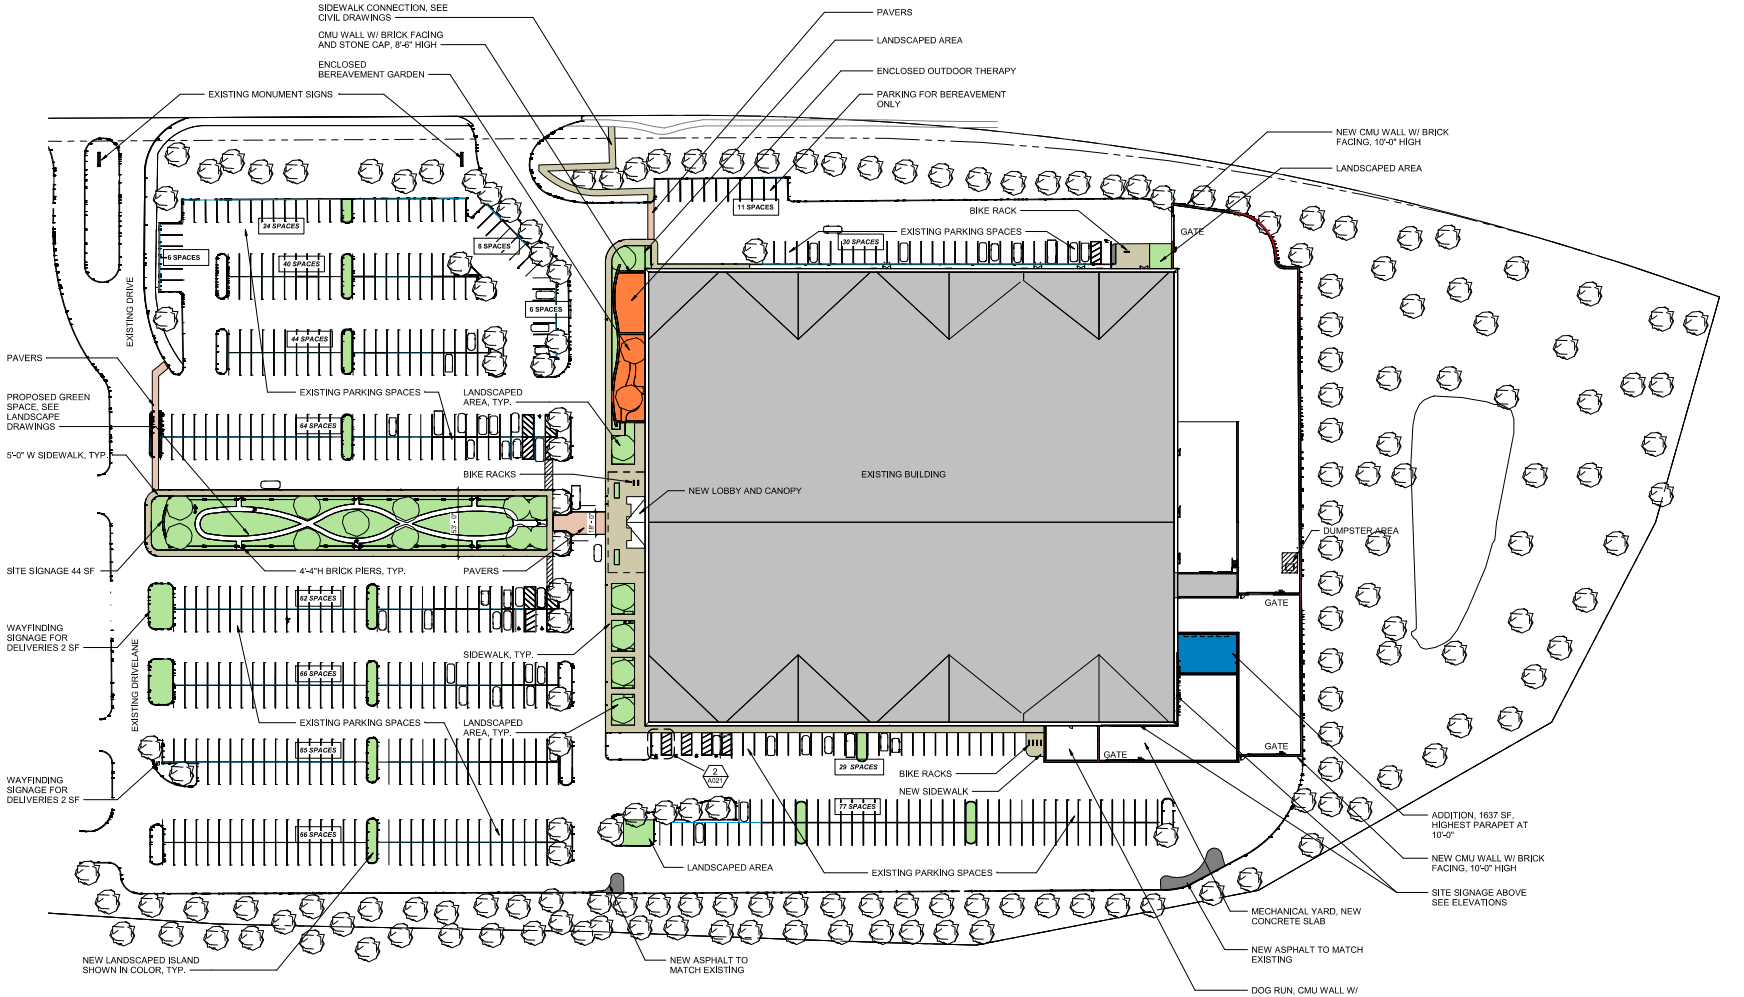 SIDEWALK CONNECTION, SEE
CIVIL DRAWINGS
CMU WALL W/ BRICK FACING
AND STONE CAP, 8'-6" HIGH
ENCLOSED
BEREAVEMENT GARDEN
EXISTING MONUMENT SIGNS
PAVERS
LANDSCAPED AREA
ENCLOSED OUTDOOR THERAPY
PARKING FOR BEREAVEMENT
ONLY
NEW CMU WALL W/ BRICK
FACING, 10'-0" HIGH
LANDSCAPED AREA
11 SPACES
BIKE RACK
GATE
24 SPACES
8 SPACES
EXISTING PARKING SPACES
30 SPACES
6 SPACES
40 SPACES
EXISTING DRIVE
6 SPACES
44 SPACES
PAVERS
EXISTING PARKING SPACES
LANDSCAPED
AREA, TYP.
PROPOSED GREEN
SPACE, SEE
LANDSCAPE
DRAWINGS
64 SPACES
5'-0" W SIDEWALK, TYP.
BIKE RACKS
EXISTING BUILDING
NEW LOBBY AND CANOPY
53' - 0"
18' - 0"
DUMPSTER AREA
SITE SIGNAGE 44 SF
4'-4"H BRICK PIERS, TYP.
PAVERS
62 SPACES
GATE
WAYFINDING
SIGNAGE FOR
DELIVERIES 2 SF
EXISTING DRIVELANE
SIDEWALK, TYP.
66 SPACES
EXISTING PARKING SPACES
LANDSCAPED
AREA, TYP.
65 SPACES
GATE
GATE
WAYFINDING
SIGNAGE FOR
DELIVERIES 2 SF
2
A021
29 SPACES
BIKE RACKS
NEW SIDEWALK
66 SPACES
77 SPACES
ADDITION, 1637 SF,
HIGHEST PARAPET AT
10'-0"
LANDSCAPED AREA
EXISTING PARKING SPACES
NEW CMU WALL W/ BRICK
FACING, 10'-0" HIGH
SITE SIGNAGE ABOVE
SEE ELEVATIONS
MECHANICAL YARD, NEW
CONCRETE SLAB
NEW LANDSCAPED ISLAND
SHOWN IN COLOR, TYP.
NEW ASPHALT TO
MATCH EXISTING
NEW ASPHALT TO MATCH
EXISTING
DOG RUN, CMU WALL W/